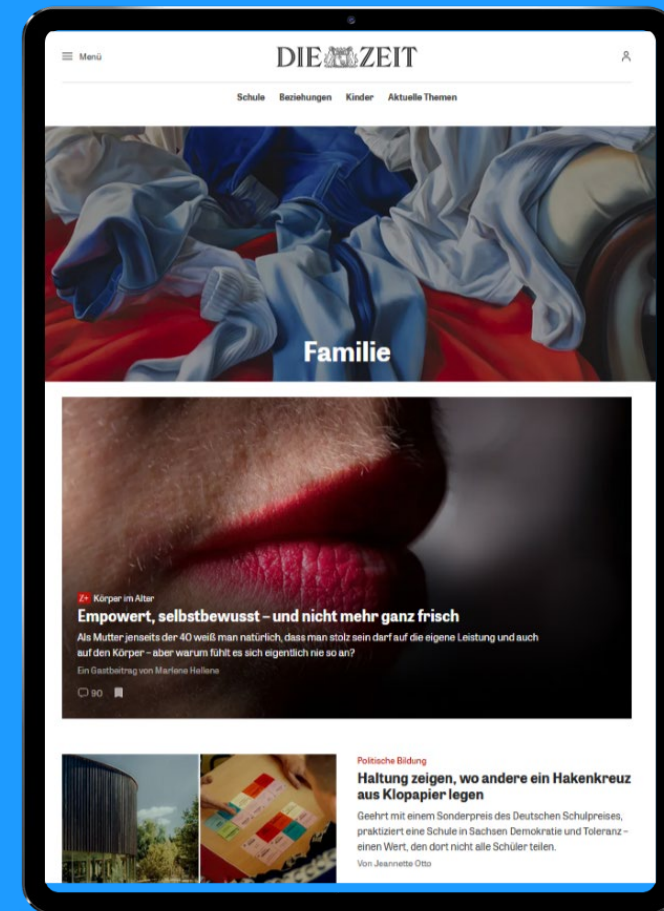 Menü
DIE ZEIT
Schule Beziehungen Kinder Aktuelle Themen
Familie
Z+ Körper im Alter
Empowert, selbstbewusst – und nicht mehr ganz frisch
Als Mutter jenseits der 40 weiß man natürlich, dass man stolz sein darf auf die eigene Leistung und auch
auf den Körper – aber warum fühlt es sich eigentlich nie so an?
Ein Gastbeitrag von Marlene Hellene
90
Politische Bildung
Haltung zeigen, wo andere ein Hakenkreuz
aus Klopapier legen
Geehrt mit einem Sonderpreis des Deutschen Schulpreises,
praktiziert eine Schule in Sachsen Demokratie und Toleranz –
einen Wert, den dort nicht alle Schüler teilen.
Von Jeannette Otto